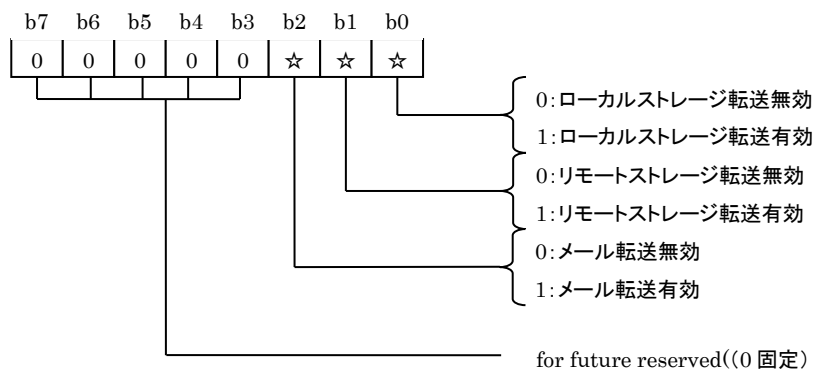 b7 b6 b5 b4 b3 b2 b1 b0
0 0 0 0 0 ☆ ☆ ☆
0:ローカルストレージ転送無効
1:ローカルストレージ転送有効
0:リモートストレージ転送無効
1:リモートストレージ転送有効
0:メール転送無効
1:メール転送有効
for future reserved((0 固定)